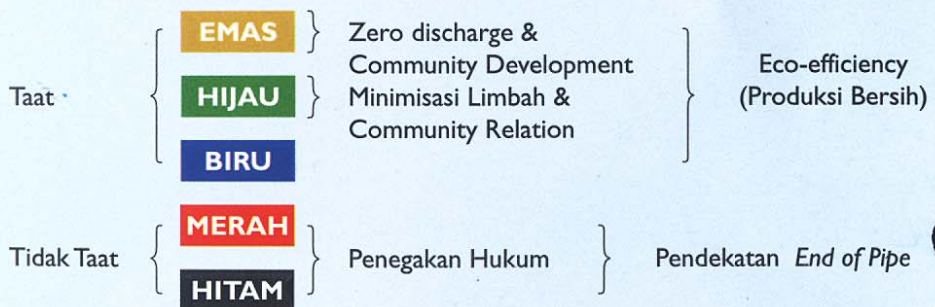 EMAS
Zero discharge &
Community Development
HIJAU
Minimisasi Limbah &
Community Relation
Taat
BIRU
Eco-efficiency
(Produksi Bersih)
MERAH
Tidak Taat
HITAM
Penegakan Hukum
Pendekatan End of Pipe